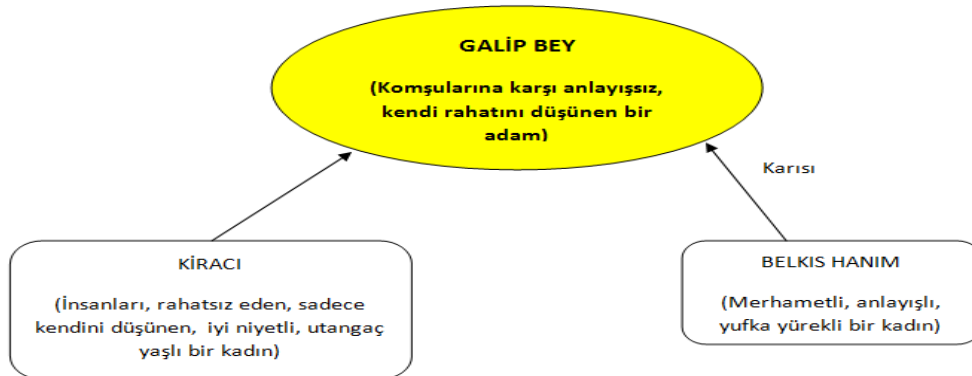 GALİP BEY
(Komşularına karşı anlayışsız,
kendi rahatını düşünen bir
adam)
Karısı
KİRACI
(İnsanları, rahatsız eden, sadece
kendini düşünen, iyi niyetli, utangaç
yaşlı bir kadın)
BELKIS HANIM
(Merhametli, anlayışlı,
yufka yürekli bir kadın)